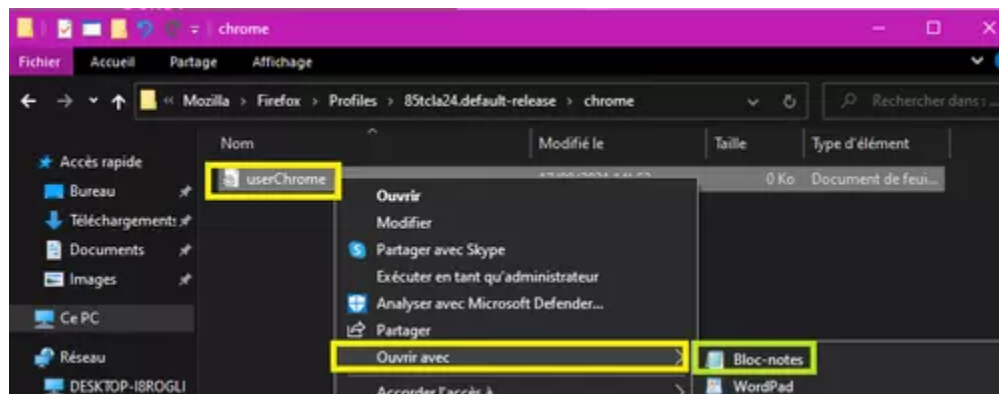 chrome
Fichier Accueil Partage Affichage
« Mozilla > Firefox > Profiles > 85tcla24.default-release > chrome
Rechercher dans :
Nom Modifié le Taille Type d'élément
Accès rapide
userChrome 0 Ko Document de feui...
Bureau
Ouvrir
Téléchargements
Modifier
Documents
Partager avec Skype
Images
Exécuter en tant qu'administrateur
Analyser avec Microsoft Defender...
Ce PC
Partager
Réseau
Ouvrir avec
Bloc-notes
DESKTOP-I8ROGLI
Accorder l'accès à
WordPad